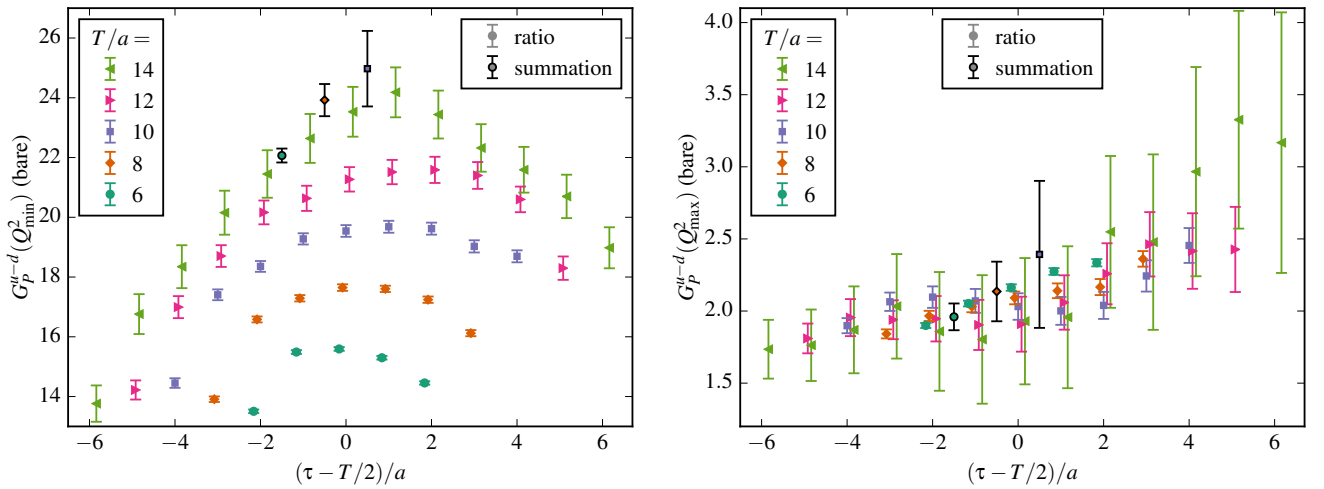 T/a =
14
12
10
8
6
ratio
summation
26
24
22
20
18
16
14
G_P^{u−d}(Q²_min) (bare)
−6 −4 −2 0 2 4 6
(τ − T/2)/a
T/a =
14
12
10
8
6
ratio
summation
4.0
3.5
3.0
2.5
2.0
1.5
G_P^{u−d}(Q²_max) (bare)
−6 −4 −2 0 2 4 6
(τ − T/2)/a